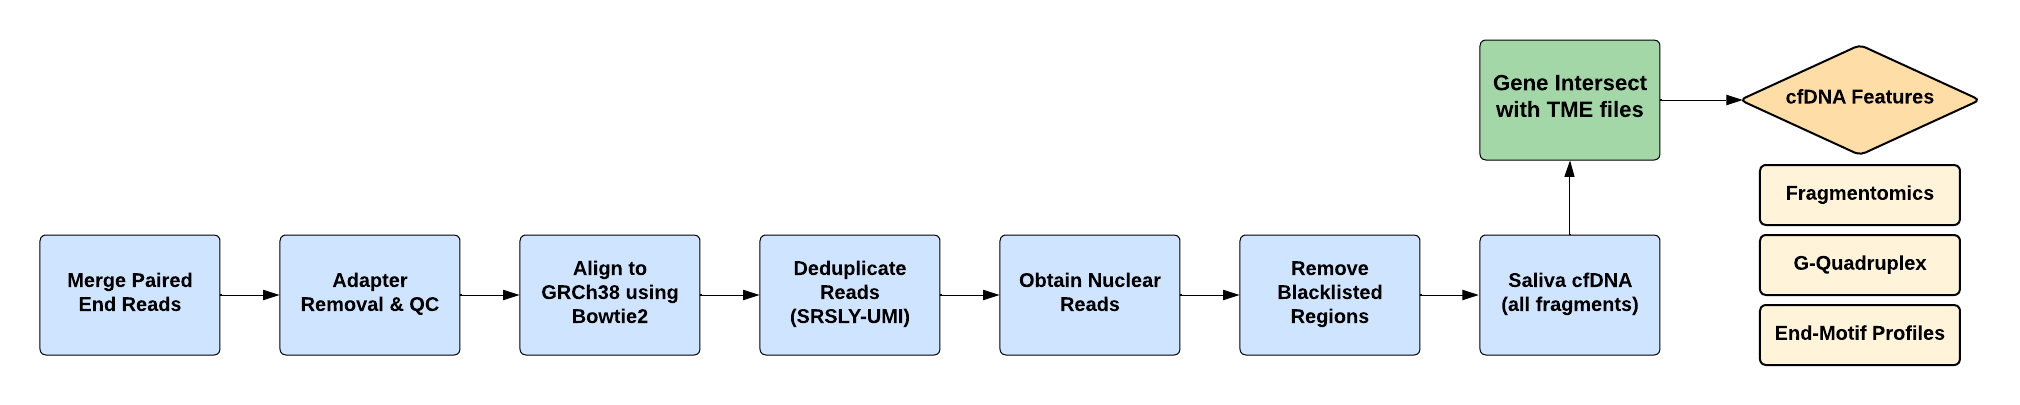 Merge Paired
End Reads
Adapter
Removal & QC
Align to
GRCh38 using
Bowtie2
Deduplicate
Reads
(SRSLY-UMI)
Obtain Nuclear
Reads
Remove
Blacklisted
Regions
Saliva cfDNA
(all fragments)
Gene Intersect
with TME files
cfDNA Features
Fragmentomics
G-Quadruplex
End-Motif Profiles